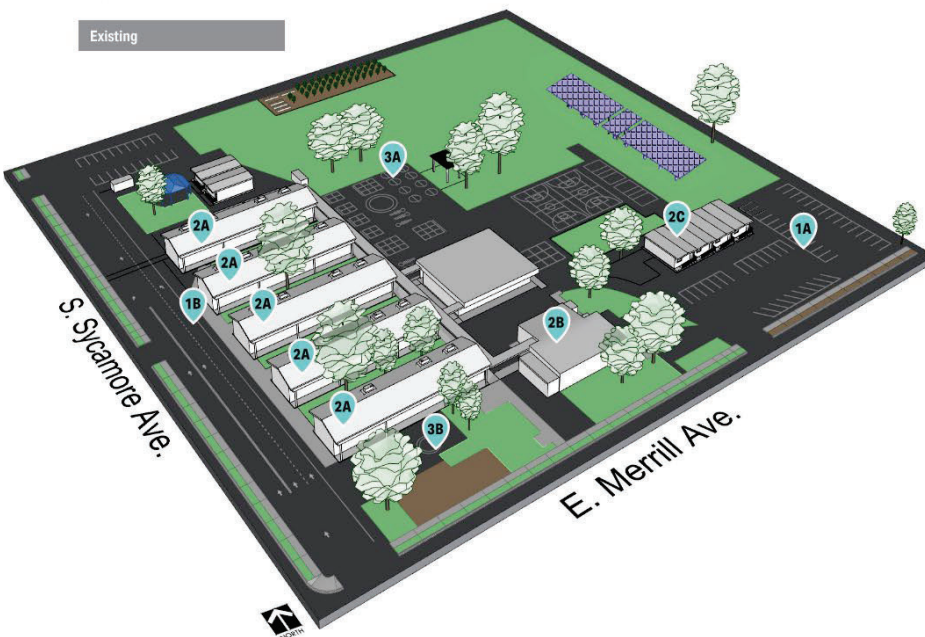 Existing
3A
2A
2C
1A
2A
1B
2A
2B
2A
2A
3B
S. Sycamore Ave.
E. Merrill Ave.
NORTH